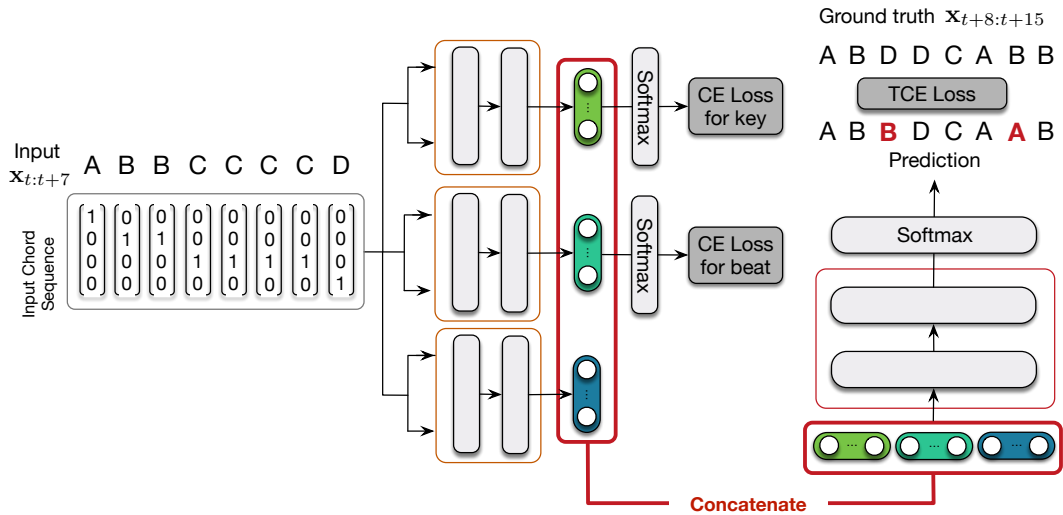 Input
x_{t:t+7}
A B B C C C C D
Input Chord
Sequence
1 0 0 0 0 0 0 0
0 1 1 0 0 0 0 0
0 0 0 1 1 1 1 0
0 0 0 0 0 0 0 1
...
Softmax
CE Loss
for key
...
Softmax
CE Loss
for beat
...
Concatenate
Ground truth x_{t+8:t+15}
A B D D C A B B
TCE Loss
A B B D C A A B
Prediction
Softmax
... ... ...